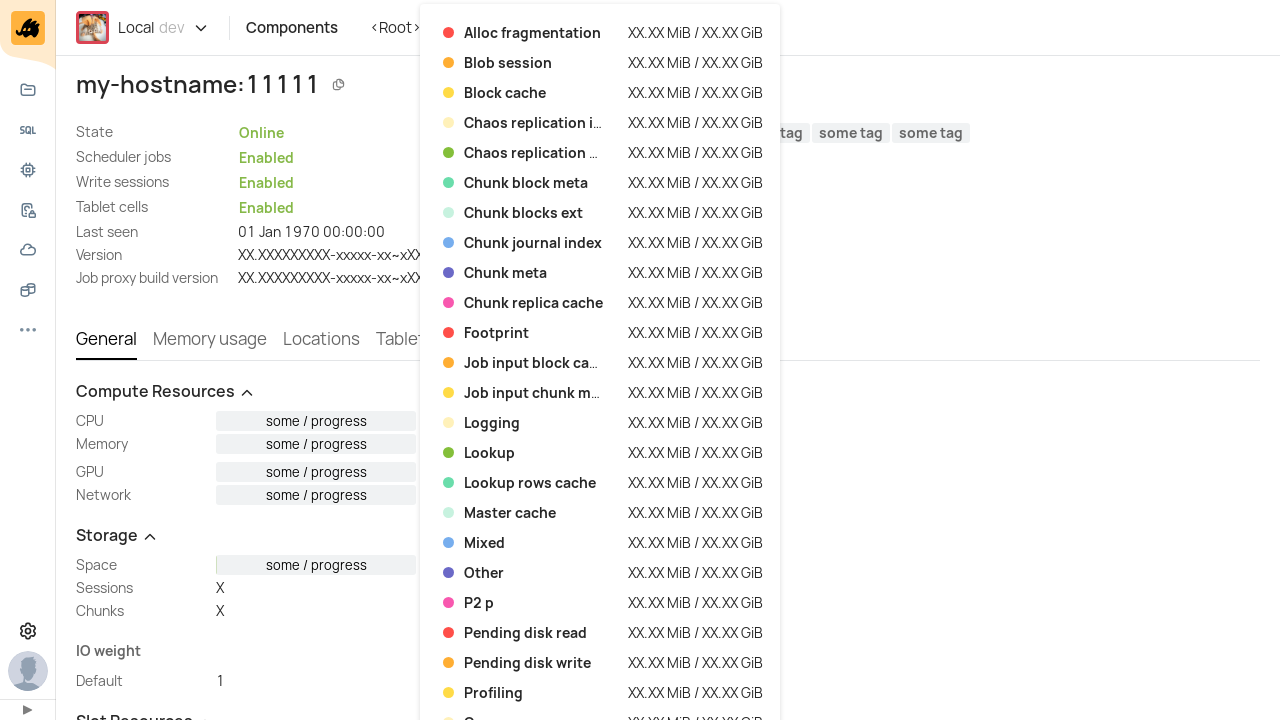 Local dev
Components
<Root>
my-hostname:11111
State Online
Scheduler jobs Enabled
Write sessions Enabled
Tablet cells Enabled
Last seen 01 Jan 1970 00:00:00
Version XX.XXXXXXXXX-xxxxx-xx~xXX
Job proxy build version XX.XXXXXXXXX-xxxxx-xx~xXX
tag some tag some tag
SQL
General Memory usage Locations Tablet
Compute Resources
CPU some / progress
Memory some / progress
GPU some / progress
Network some / progress
Storage
Space some / progress
Sessions X
Chunks X
IO weight
Default 1
Slot Resources
Alloc fragmentation XX.XX MiB / XX.XX GiB
Blob session XX.XX MiB / XX.XX GiB
Block cache XX.XX MiB / XX.XX GiB
Chaos replication i... XX.XX MiB / XX.XX GiB
Chaos replication ... XX.XX MiB / XX.XX GiB
Chunk block meta XX.XX MiB / XX.XX GiB
Chunk blocks ext XX.XX MiB / XX.XX GiB
Chunk journal index XX.XX MiB / XX.XX GiB
Chunk meta XX.XX MiB / XX.XX GiB
Chunk replica cache XX.XX MiB / XX.XX GiB
Footprint XX.XX MiB / XX.XX GiB
Job input block ca... XX.XX MiB / XX.XX GiB
Job input chunk m... XX.XX MiB / XX.XX GiB
Logging XX.XX MiB / XX.XX GiB
Lookup XX.XX MiB / XX.XX GiB
Lookup rows cache XX.XX MiB / XX.XX GiB
Master cache XX.XX MiB / XX.XX GiB
Mixed XX.XX MiB / XX.XX GiB
Other XX.XX MiB / XX.XX GiB
P2 p XX.XX MiB / XX.XX GiB
Pending disk read XX.XX MiB / XX.XX GiB
Pending disk write XX.XX MiB / XX.XX GiB
Profiling XX.XX MiB / XX.XX GiB